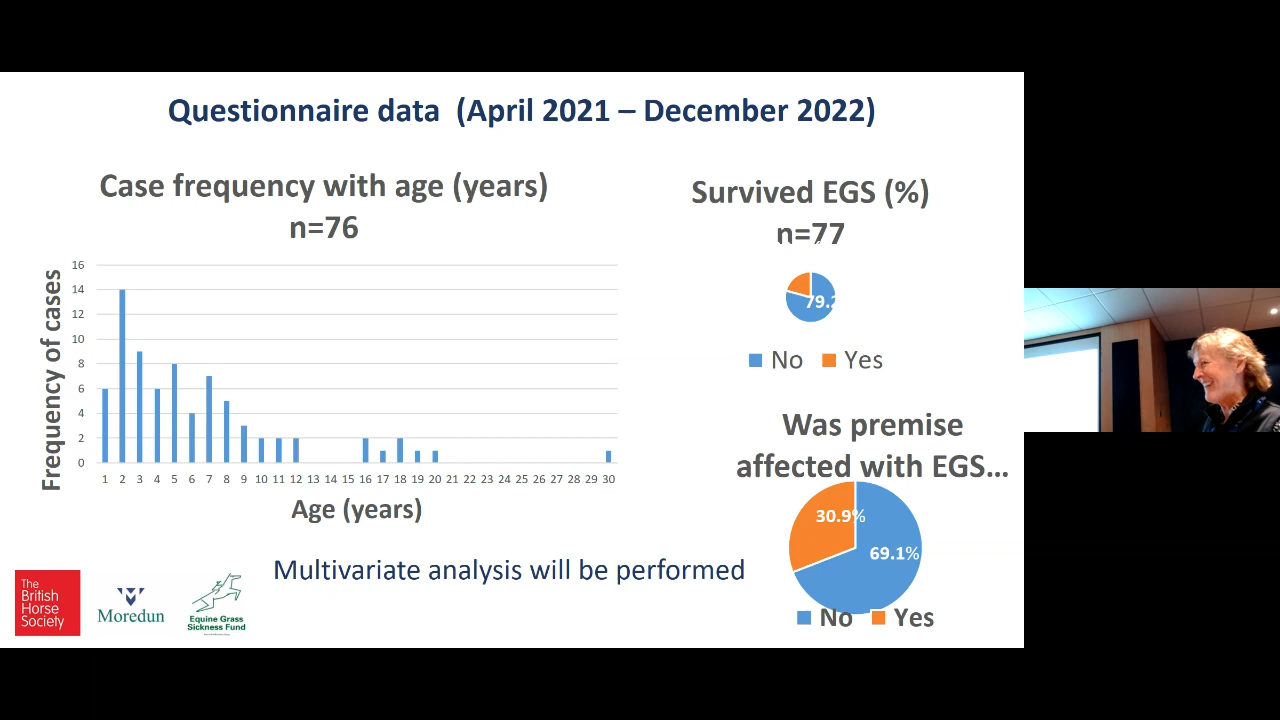 Questionnaire data (April 2021 – December 2022)
Case frequency with age (years)
n=76
Frequency of cases
16
14
12
10
8
6
4
2
0
1 2 3 4 5 6 7 8 9 10 11 12 13 14 15 16 17 18 19 20 21 22 23 24 25 26 27 28 29 30
Age (years)
Survived EGS (%)
n=77
79.2
No Yes
Was premise
affected with EGS…
30.9%
69.1%
No Yes
Multivariate analysis will be performed
The
British
Horse
Society
Moredun
Equine Grass
Sickness Fund